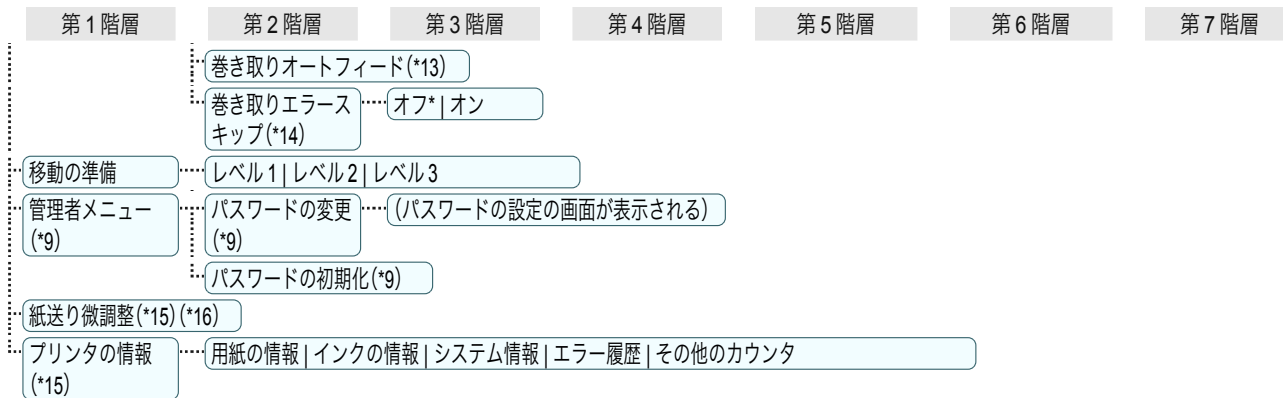 第1階層 第2階層 第3階層 第4階層 第5階層 第6階層 第7階層
巻き取りオートフィード(*13)
巻き取りエラース オフ* | オン
キップ(*14)
移動の準備 レベル1 | レベル2 | レベル3
管理者メニュー パスワードの変更 (パスワードの設定の画面が表示される)
(*9) (*9)
パスワードの初期化(*9)
紙送り微調整(*15)(*16)
プリンタの情報 用紙の情報 | インクの情報 | システム情報 | エラー履歴 | その他のカウンタ
(*15)